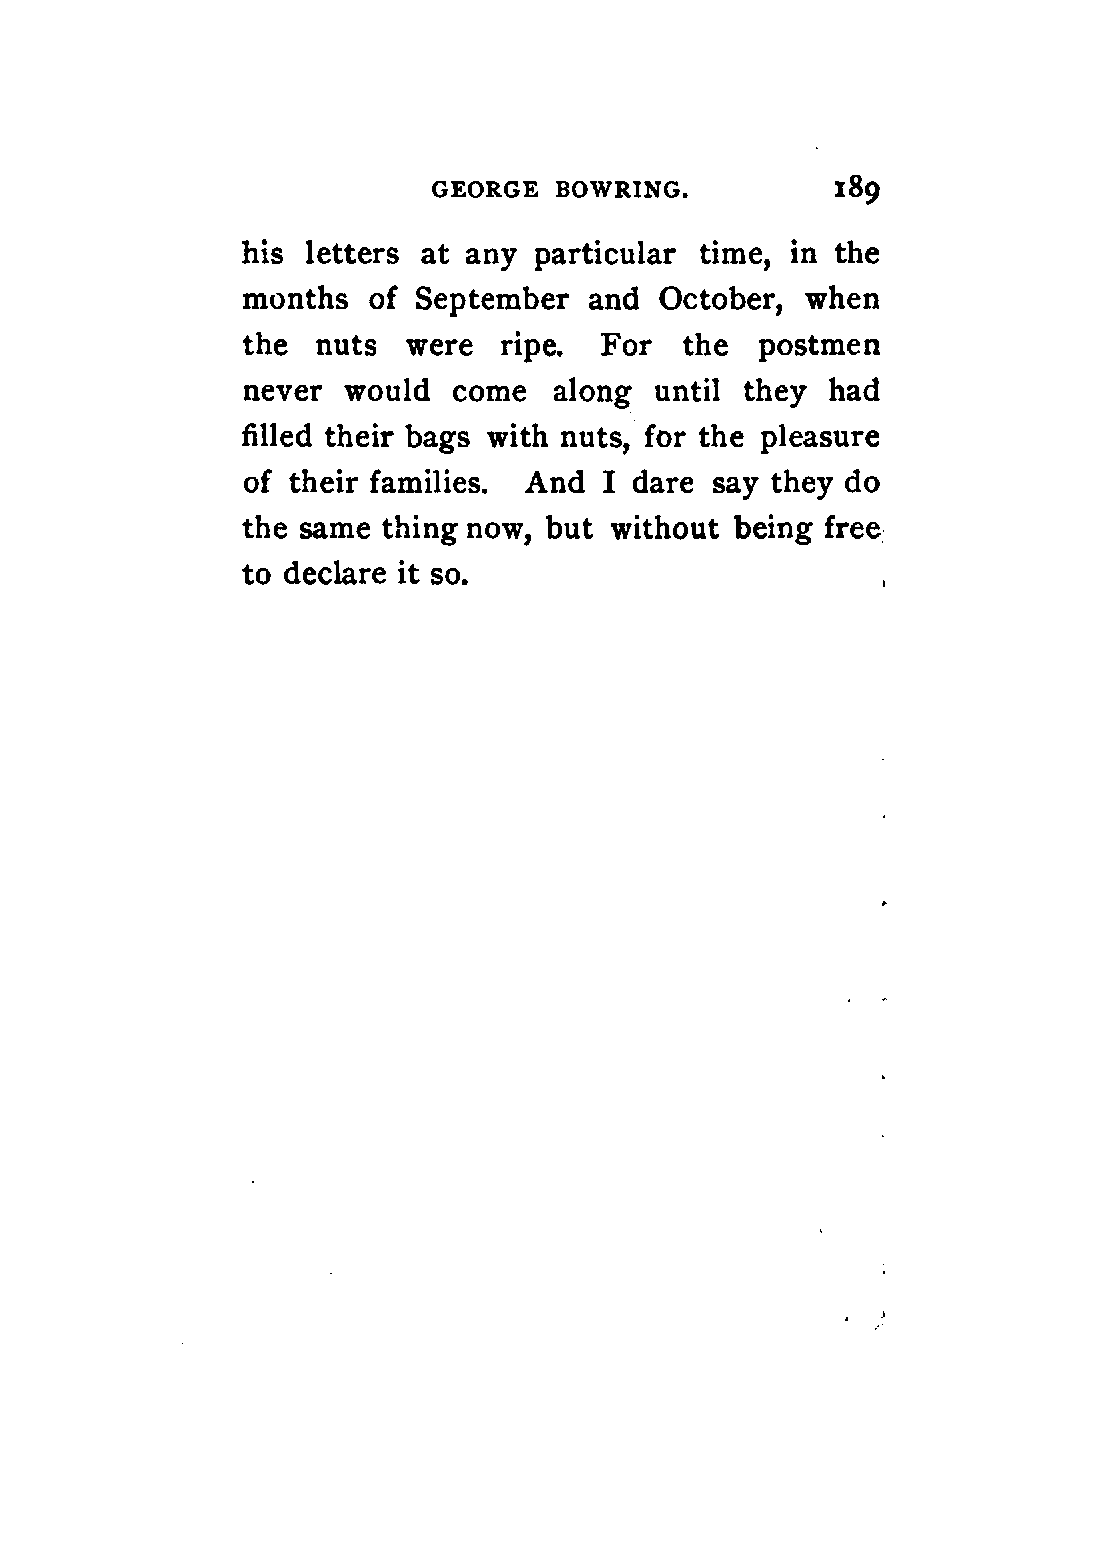 GEORGE BOWRING. 189
his letters at any particular time, in the
months of September and October, when
the nuts were ripe. For the postmen
never would come along until they had
filled their bags with nuts, for the pleasure
of their families. And I dare say they do
the same thing now, but without being free
to declare it so.